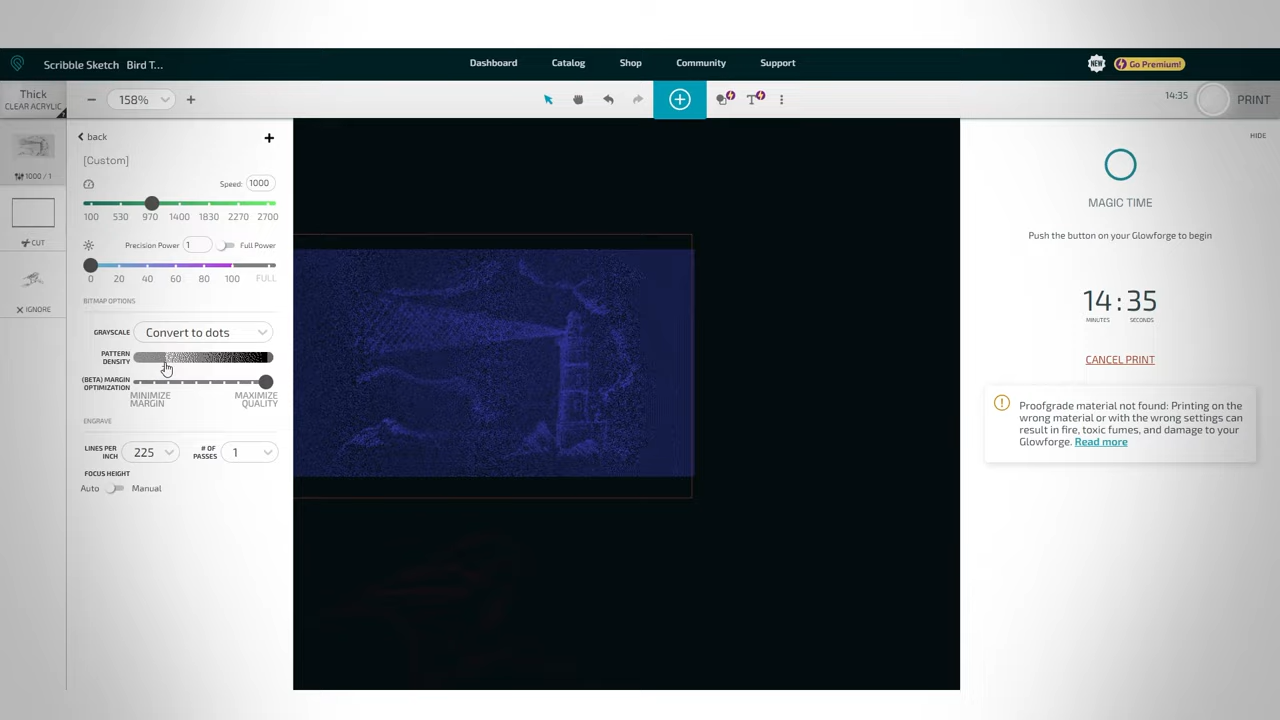 Scribble Sketch Bird T...
Dashboard
Catalog
Shop
Community
Support
NEW
Go Premium!
Thick
CLEAR ACRYLIC
158%
T
14:35
PRINT
1000 / 1
CUT
IGNORE
back
[Custom]
Speed: 1000
100 530 970 1400 1830 2270 2700
Precision Power 1 Full Power
0 20 40 60 80 100 FULL
BITMAP OPTIONS
GRAYSCALE Convert to dots
PATTERN
DENSITY
(BETA) MARGIN
OPTIMIZATION
MINIMIZE
MARGIN
MAXIMIZE
QUALITY
ENGRAVE
LINES PER
INCH
225
# OF
PASSES
1
FOCUS HEIGHT
Auto Manual
HIDE
MAGIC TIME
Push the button on your Glowforge to begin
14:35
MINUTES SECONDS
CANCEL PRINT
Proofgrade material not found: Printing on the
wrong material or with the wrong settings can
result in fire, toxic fumes, and damage to your
Glowforge. Read more